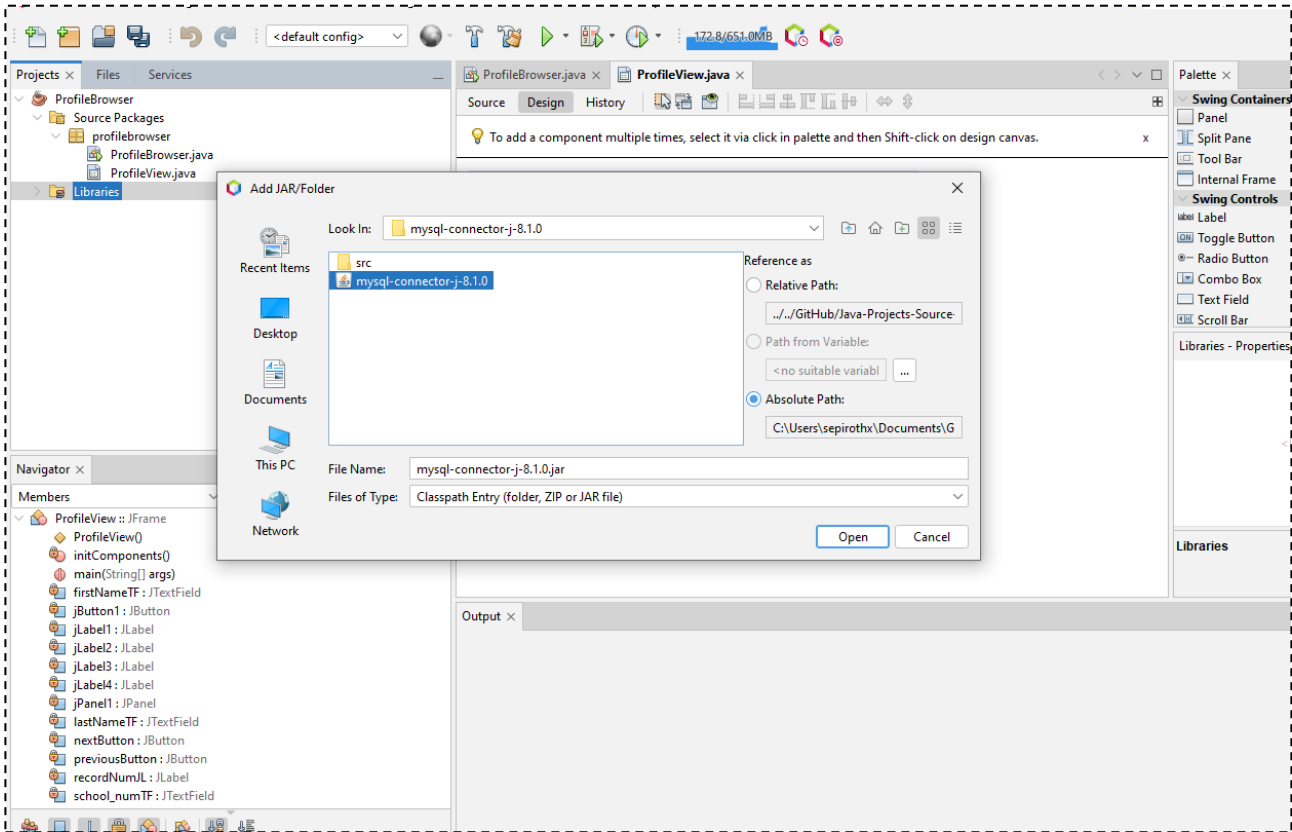 <default config>
172.8/651.0MB
Projects
Files
Services
ProfileBrowser
Source Packages
profilebrowser
ProfileBrowser.java
ProfileView.java
Libraries
ProfileBrowser.java
ProfileView.java
Source
Design
History
To add a component multiple times, select it via click in palette and then Shift-click on design canvas.
x
Palette
Swing Containers
Panel
Split Pane
Tool Bar
Internal Frame
Swing Controls
label Label
ON Toggle Button
Radio Button
Combo Box
Text Field
Scroll Bar
Libraries - Properties
Libraries
Add JAR/Folder
Look In:
mysql-connector-j-8.1.0
Recent Items
Desktop
Documents
This PC
Network
src
mysql-connector-j-8.1.0
Reference as
Relative Path:
../../GitHub/Java-Projects-Source-
Path from Variable:
<no suitable variabl
...
Absolute Path:
C:\Users\sepirothx\Documents\G
File Name:
mysql-connector-j-8.1.0.jar
Files of Type:
Classpath Entry (folder, ZIP or JAR file)
Open
Cancel
Navigator
Members
ProfileView :: JFrame
ProfileView()
initComponents()
main(String[] args)
firstNameTF : JTextField
jButton1 : JButton
jLabel1 : JLabel
jLabel2 : JLabel
jLabel3 : JLabel
jLabel4 : JLabel
jPanel1 : JPanel
lastNameTF : JTextField
nextButton : JButton
previousButton : JButton
recordNumJL : JLabel
school_numTF : JTextField
Output